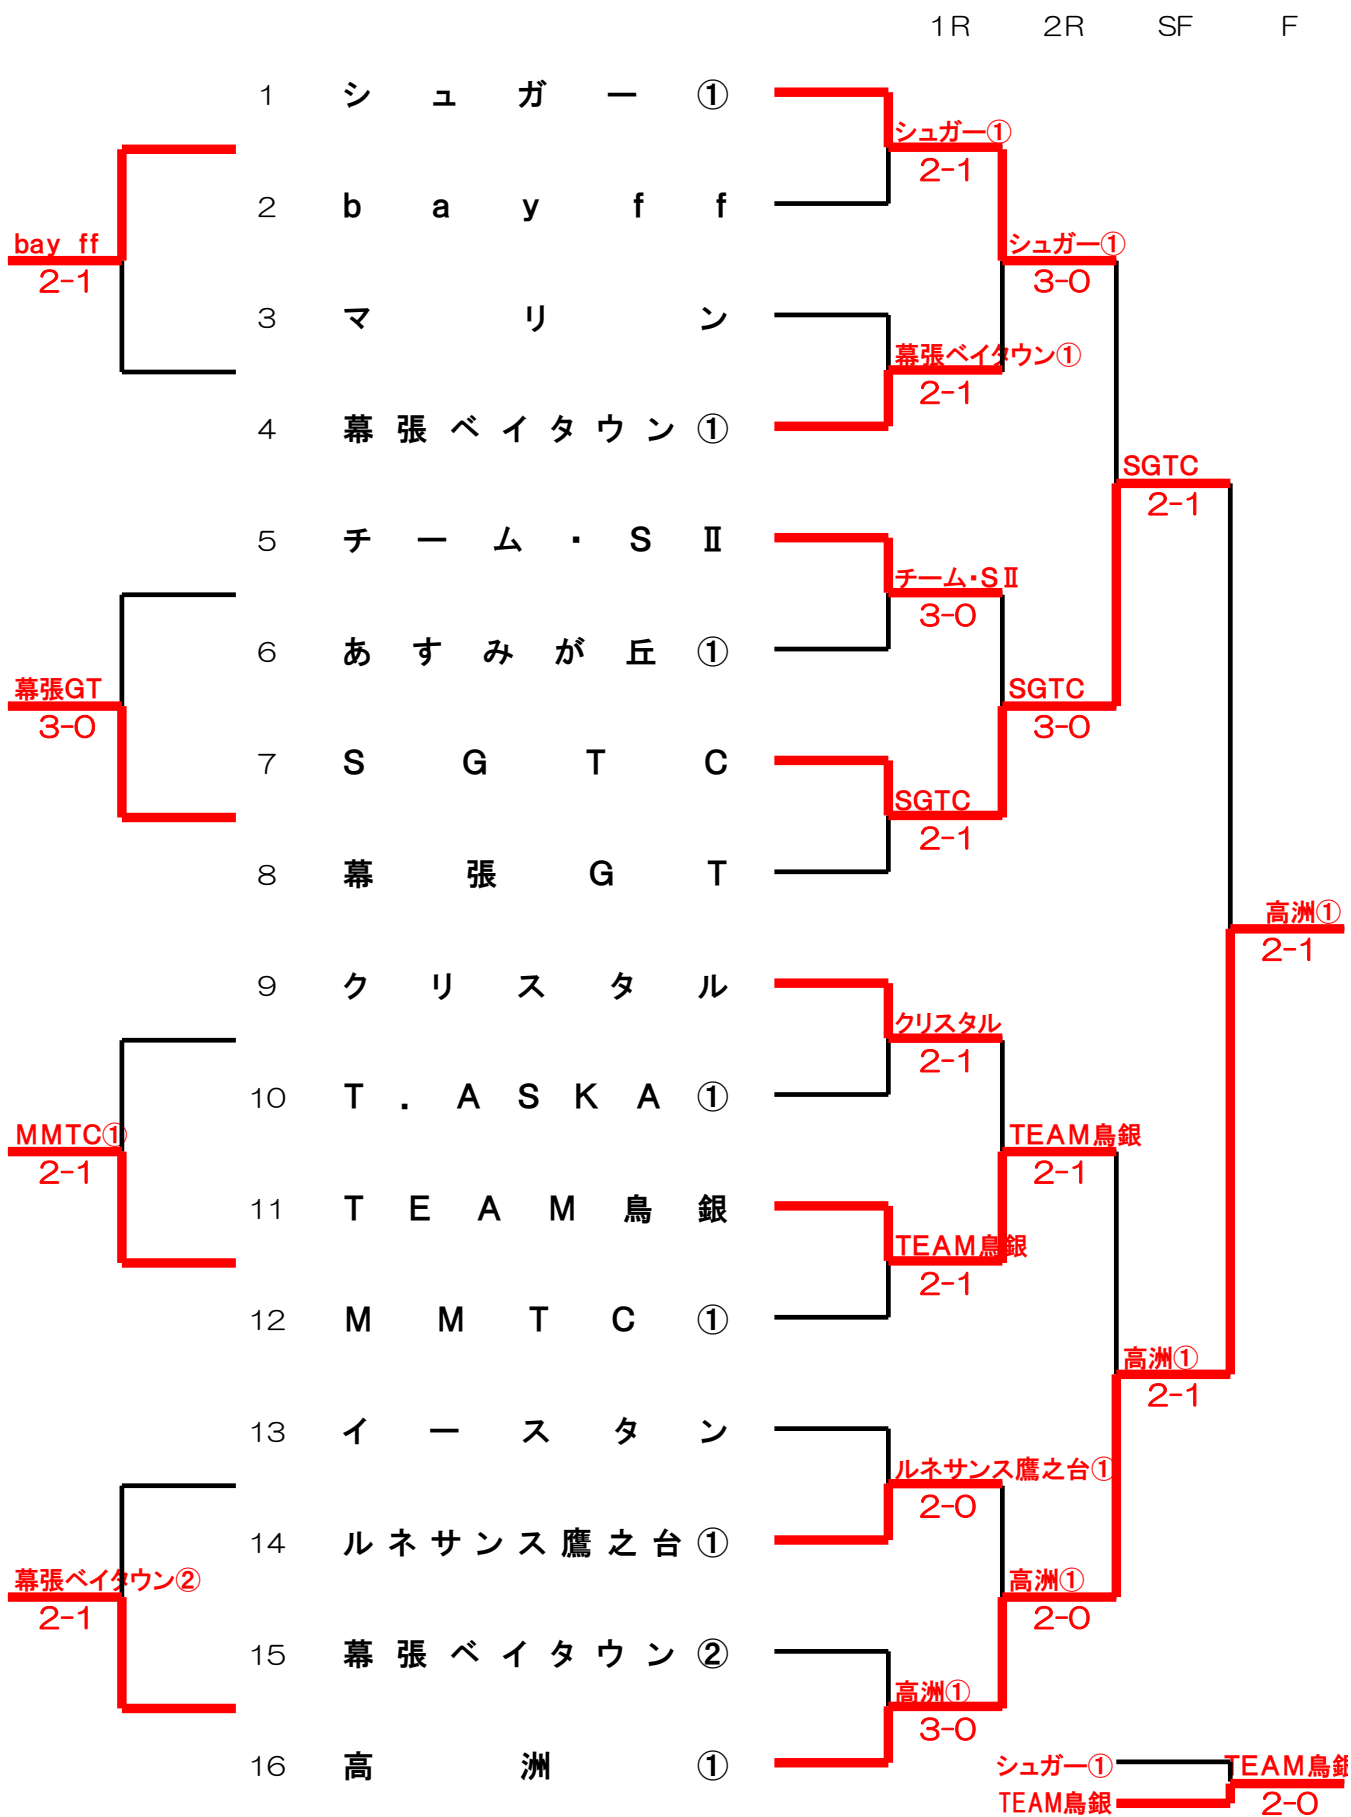 1R 2R SF F
1 シュガー①
シュガー①
2-1
2 bay ff
bay ff
2-1
シュガー①
3-0
3 マリン
幕張ベイタウン①
2-1
4 幕張ベイタウン①
SGTC
2-1
5 チーム・SⅡ
チーム・SⅡ
3-0
6 あすみが丘①
幕張GT
3-0
SGTC
3-0
7 SGTC
SGTC
2-1
8 幕張GT
高洲①
2-1
9 クリスタル
クリスタル
2-1
10 T.ASKA①
MMTC①
2-1
TEAM鳥銀
2-1
11 TEAM鳥銀
TEAM鳥銀
2-1
12 MMTC①
高洲①
2-1
13 イースタン
ルネサンス鷹之台①
2-0
14 ルネサンス鷹之台①
幕張ベイタウン②
2-1
高洲①
2-0
15 幕張ベイタウン②
高洲①
3-0
16 高洲①
シュガー①
TEAM鳥銀
TEAM鳥銀
2-0